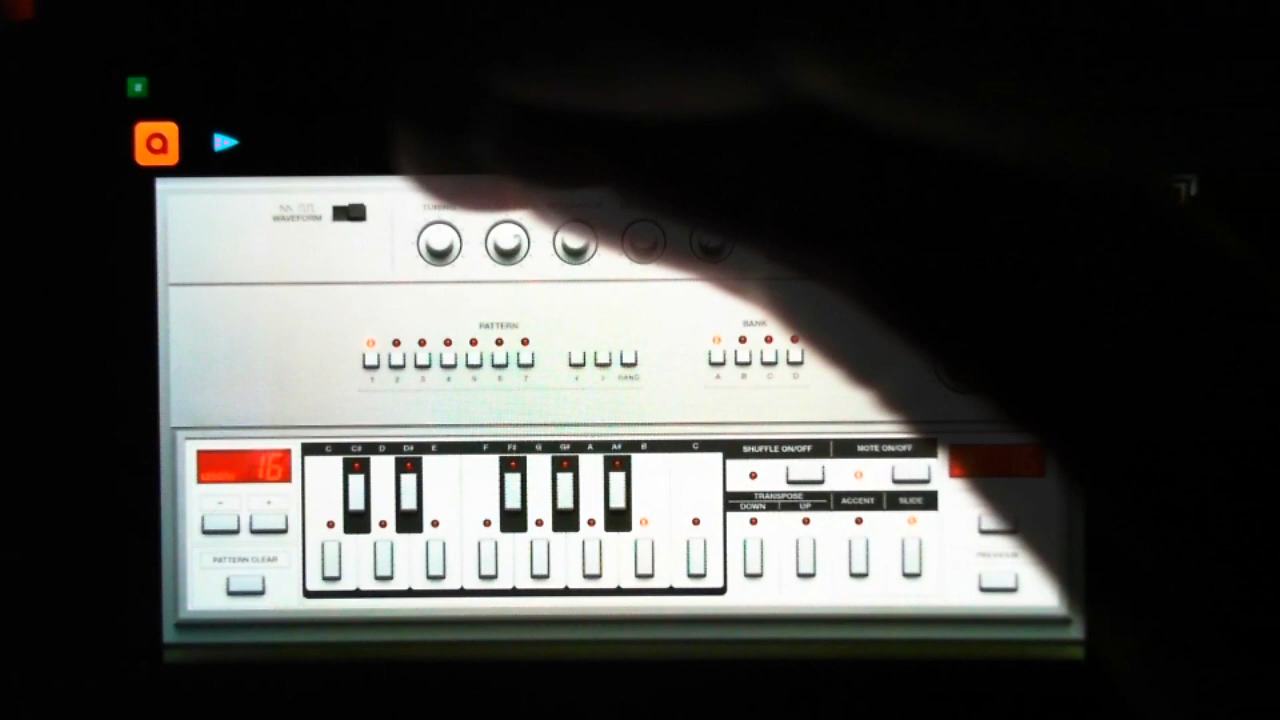 WAVEFORM
PATTERN
BANK
1 2 3 4 5 6 7
RAND
A B C D
16
C C# D D# E F F# G G# A A# B C
SHUFFLE ON/OFF NOTE ON/OFF
TRANSPOSE
DOWN UP
ACCENT SLIDE
- +
PATTERN CLEAR